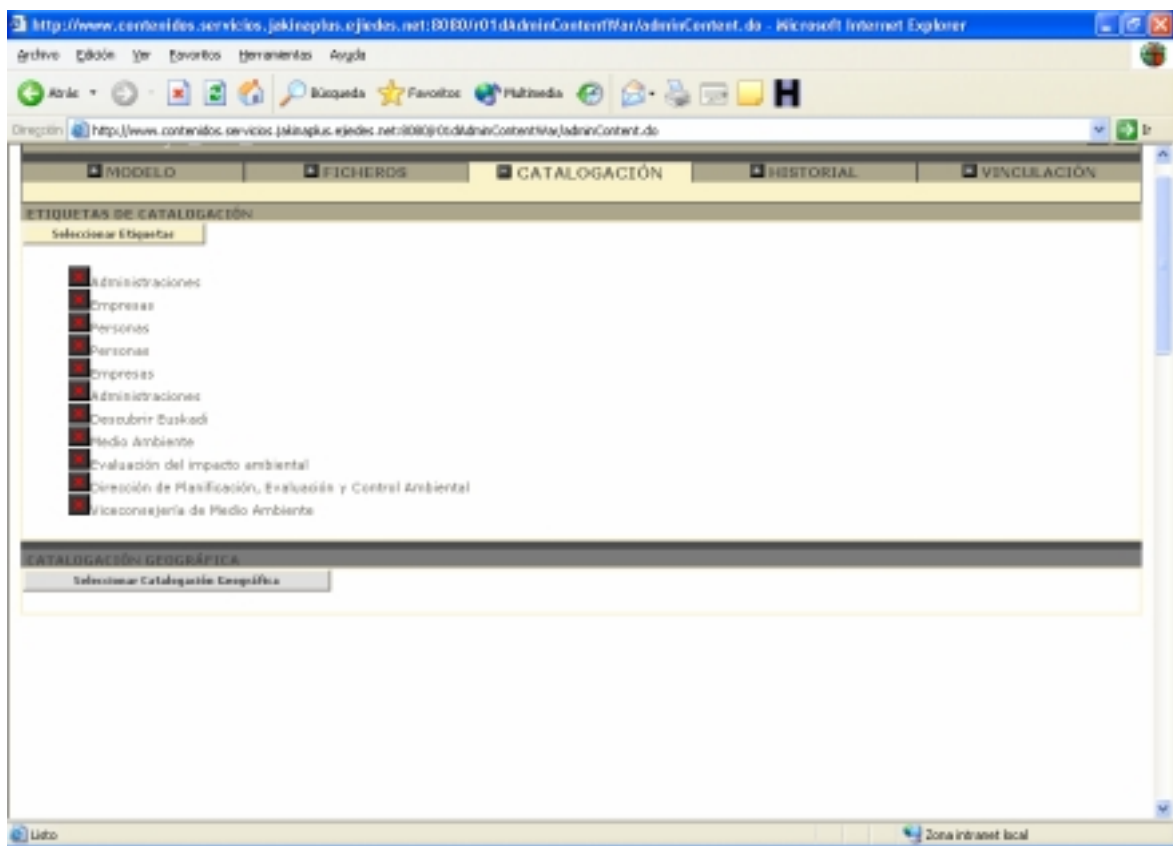 http://www.contenidos.servicios.jakinaplus.ejiedes.net:8080/r01dAdminContentWar/adminContent.do - Microsoft Internet Explorer
Archivo Edición Ver Favoritos Herramientas Ayuda
Atrás Búsqueda Favoritos Multimedia
Dirección http://www.contenidos.servicios.jakinaplus.ejiedes.net:8080/r01dAdminContentWar/adminContent.do Ir
MODELO FICHEROS CATALOGACIÓN HISTORIAL VINCULACIÓN
ETIQUETAS DE CATALOGACIÓN
Seleccionar Etiquetas
Administraciones
Empresas
Personas
Personas
Empresas
Administraciones
Descubrir Euskadi
Medio Ambiente
Evaluación del impacto ambiental
Dirección de Planificación, Evaluación y Control Ambiental
Viceconsejería de Medio Ambiente
CATALOGACIÓN GEOGRÁFICA
Seleccionar Catalogación Geográfica
Listo Zona intranet local